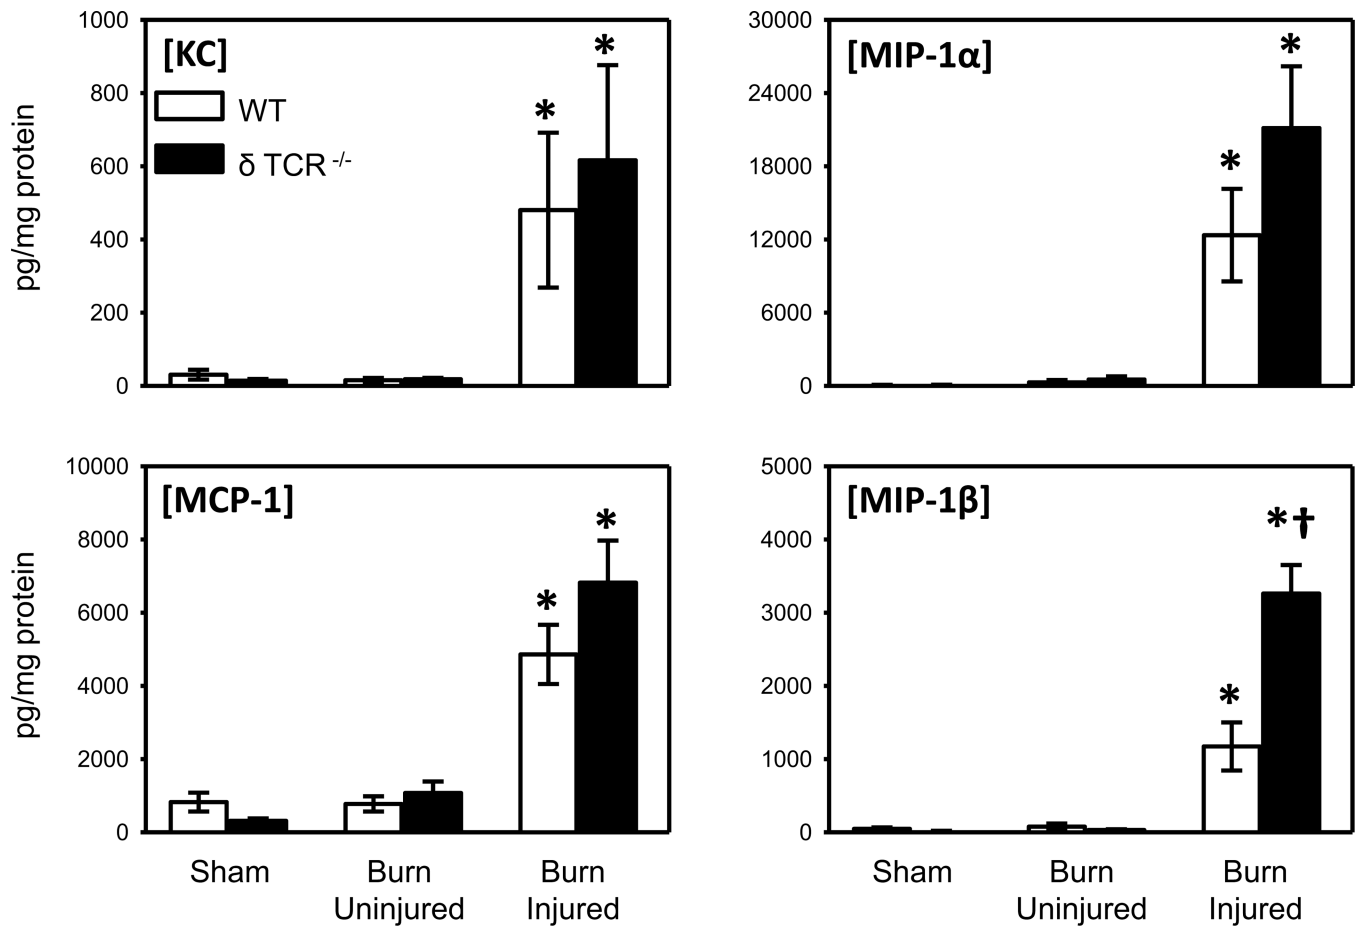 [KC]
WT
δ TCR -/-
pg/mg protein
1000
800
600
400
200
0
*
*
[MIP-1α]
30000
24000
18000
12000
6000
0
*
*
[MCP-1]
pg/mg protein
10000
8000
6000
4000
2000
0
*
*
Sham
Burn
Uninjured
Burn
Injured
[MIP-1β]
5000
4000
3000
2000
1000
0
*
*†
Sham
Burn
Uninjured
Burn
Injured